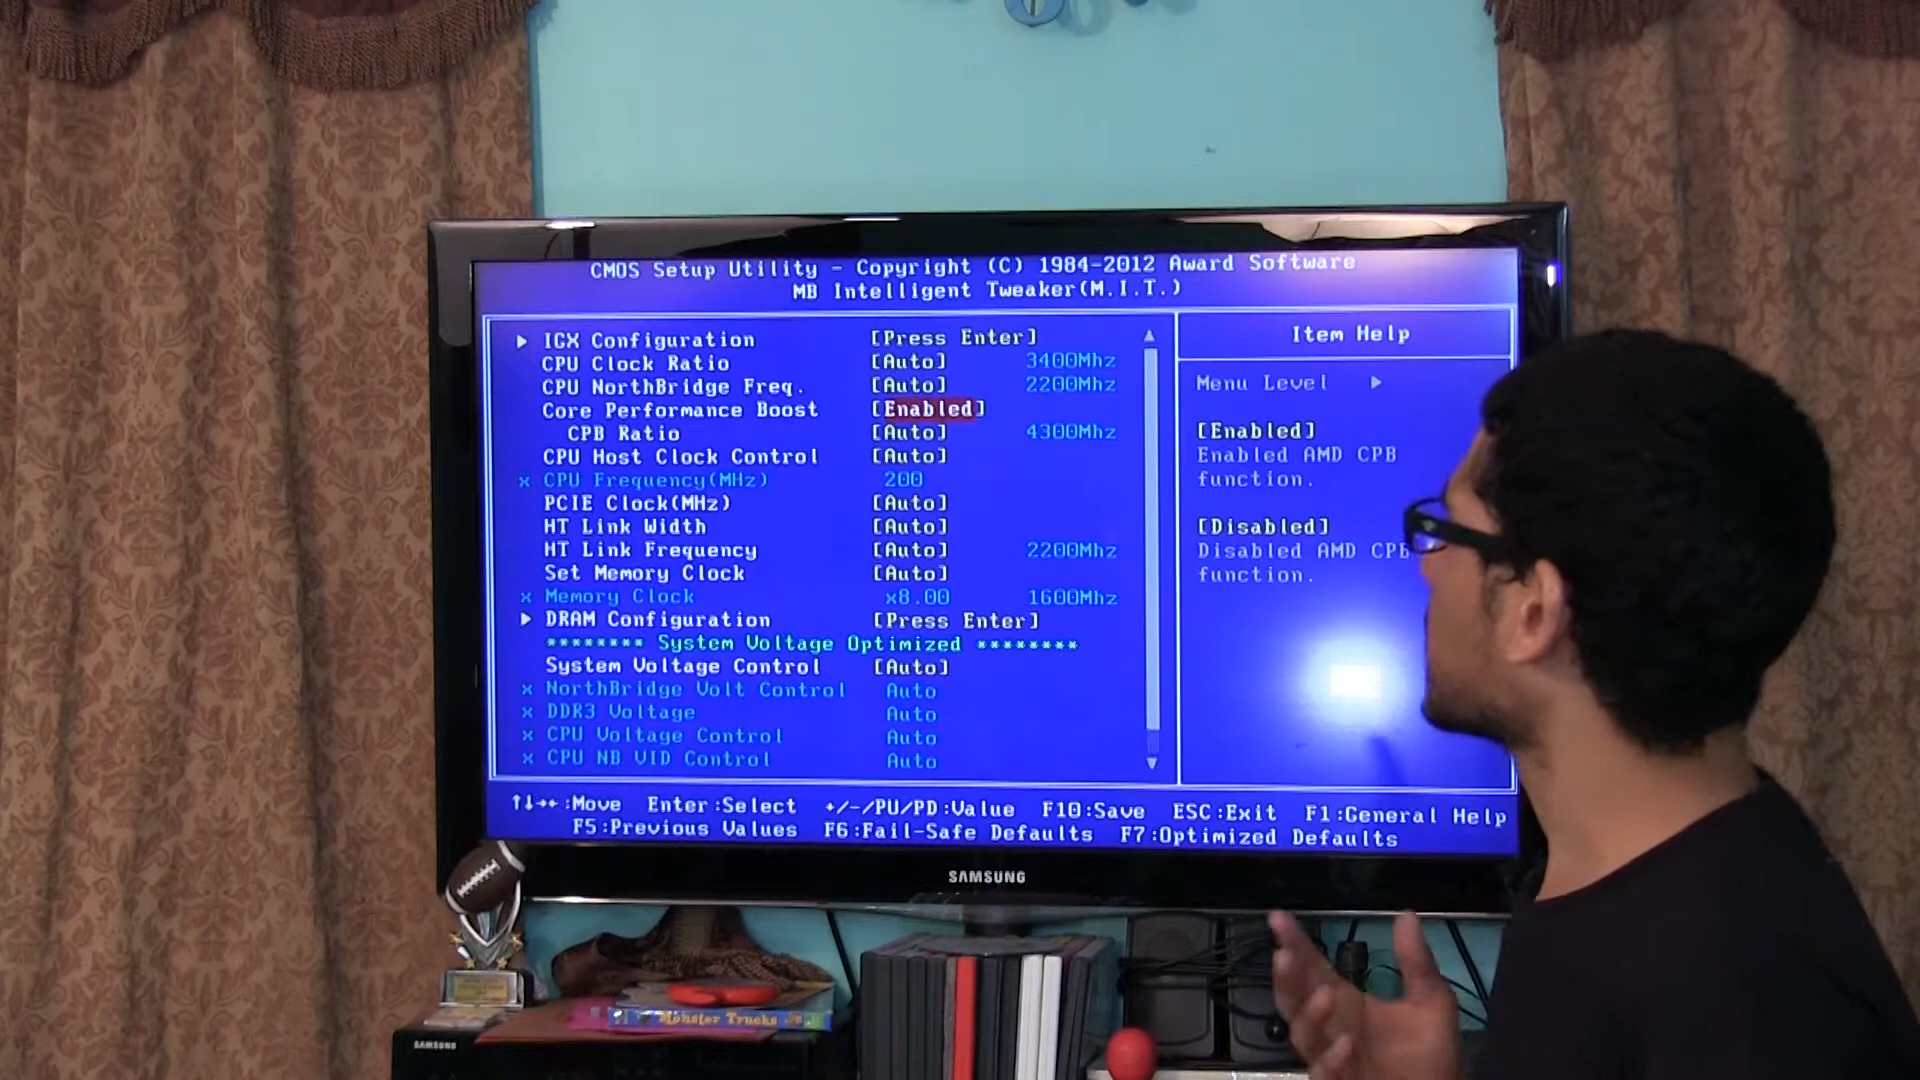 CMOS Setup Utility - Copyright (C) 1984-2012 Award Software
MB Intelligent Tweaker(M.I.T.)
▶ IGX Configuration [Press Enter]
CPU Clock Ratio [Auto] 3400Mhz
CPU NorthBridge Freq. [Auto] 2200Mhz
Core Performance Boost [Enabled]
CPB Ratio [Auto] 4300Mhz
CPU Host Clock Control [Auto]
x CPU Frequency(MHz) 200
PCIE Clock(MHz) [Auto]
HT Link Width [Auto]
HT Link Frequency [Auto] 2200Mhz
Set Memory Clock [Auto]
x Memory Clock x8.00 1600Mhz
▶ DRAM Configuration [Press Enter]
******** System Voltage Optimized ********
System Voltage Control [Auto]
x NorthBridge Volt Control Auto
x DDR3 Voltage Auto
x CPU Voltage Control Auto
x CPU NB VID Control Auto
Item Help
Menu Level ▶
[Enabled]
Enabled AMD CPB
function.
[Disabled]
Disabled AMD CPB
function.
↑↓→←:Move Enter:Select +/-/PU/PD:Value F10:Save ESC:Exit F1:General Help
F5:Previous Values F6:Fail-Safe Defaults F7:Optimized Defaults
SAMSUNG
Monster Trucks
SAMSUNG